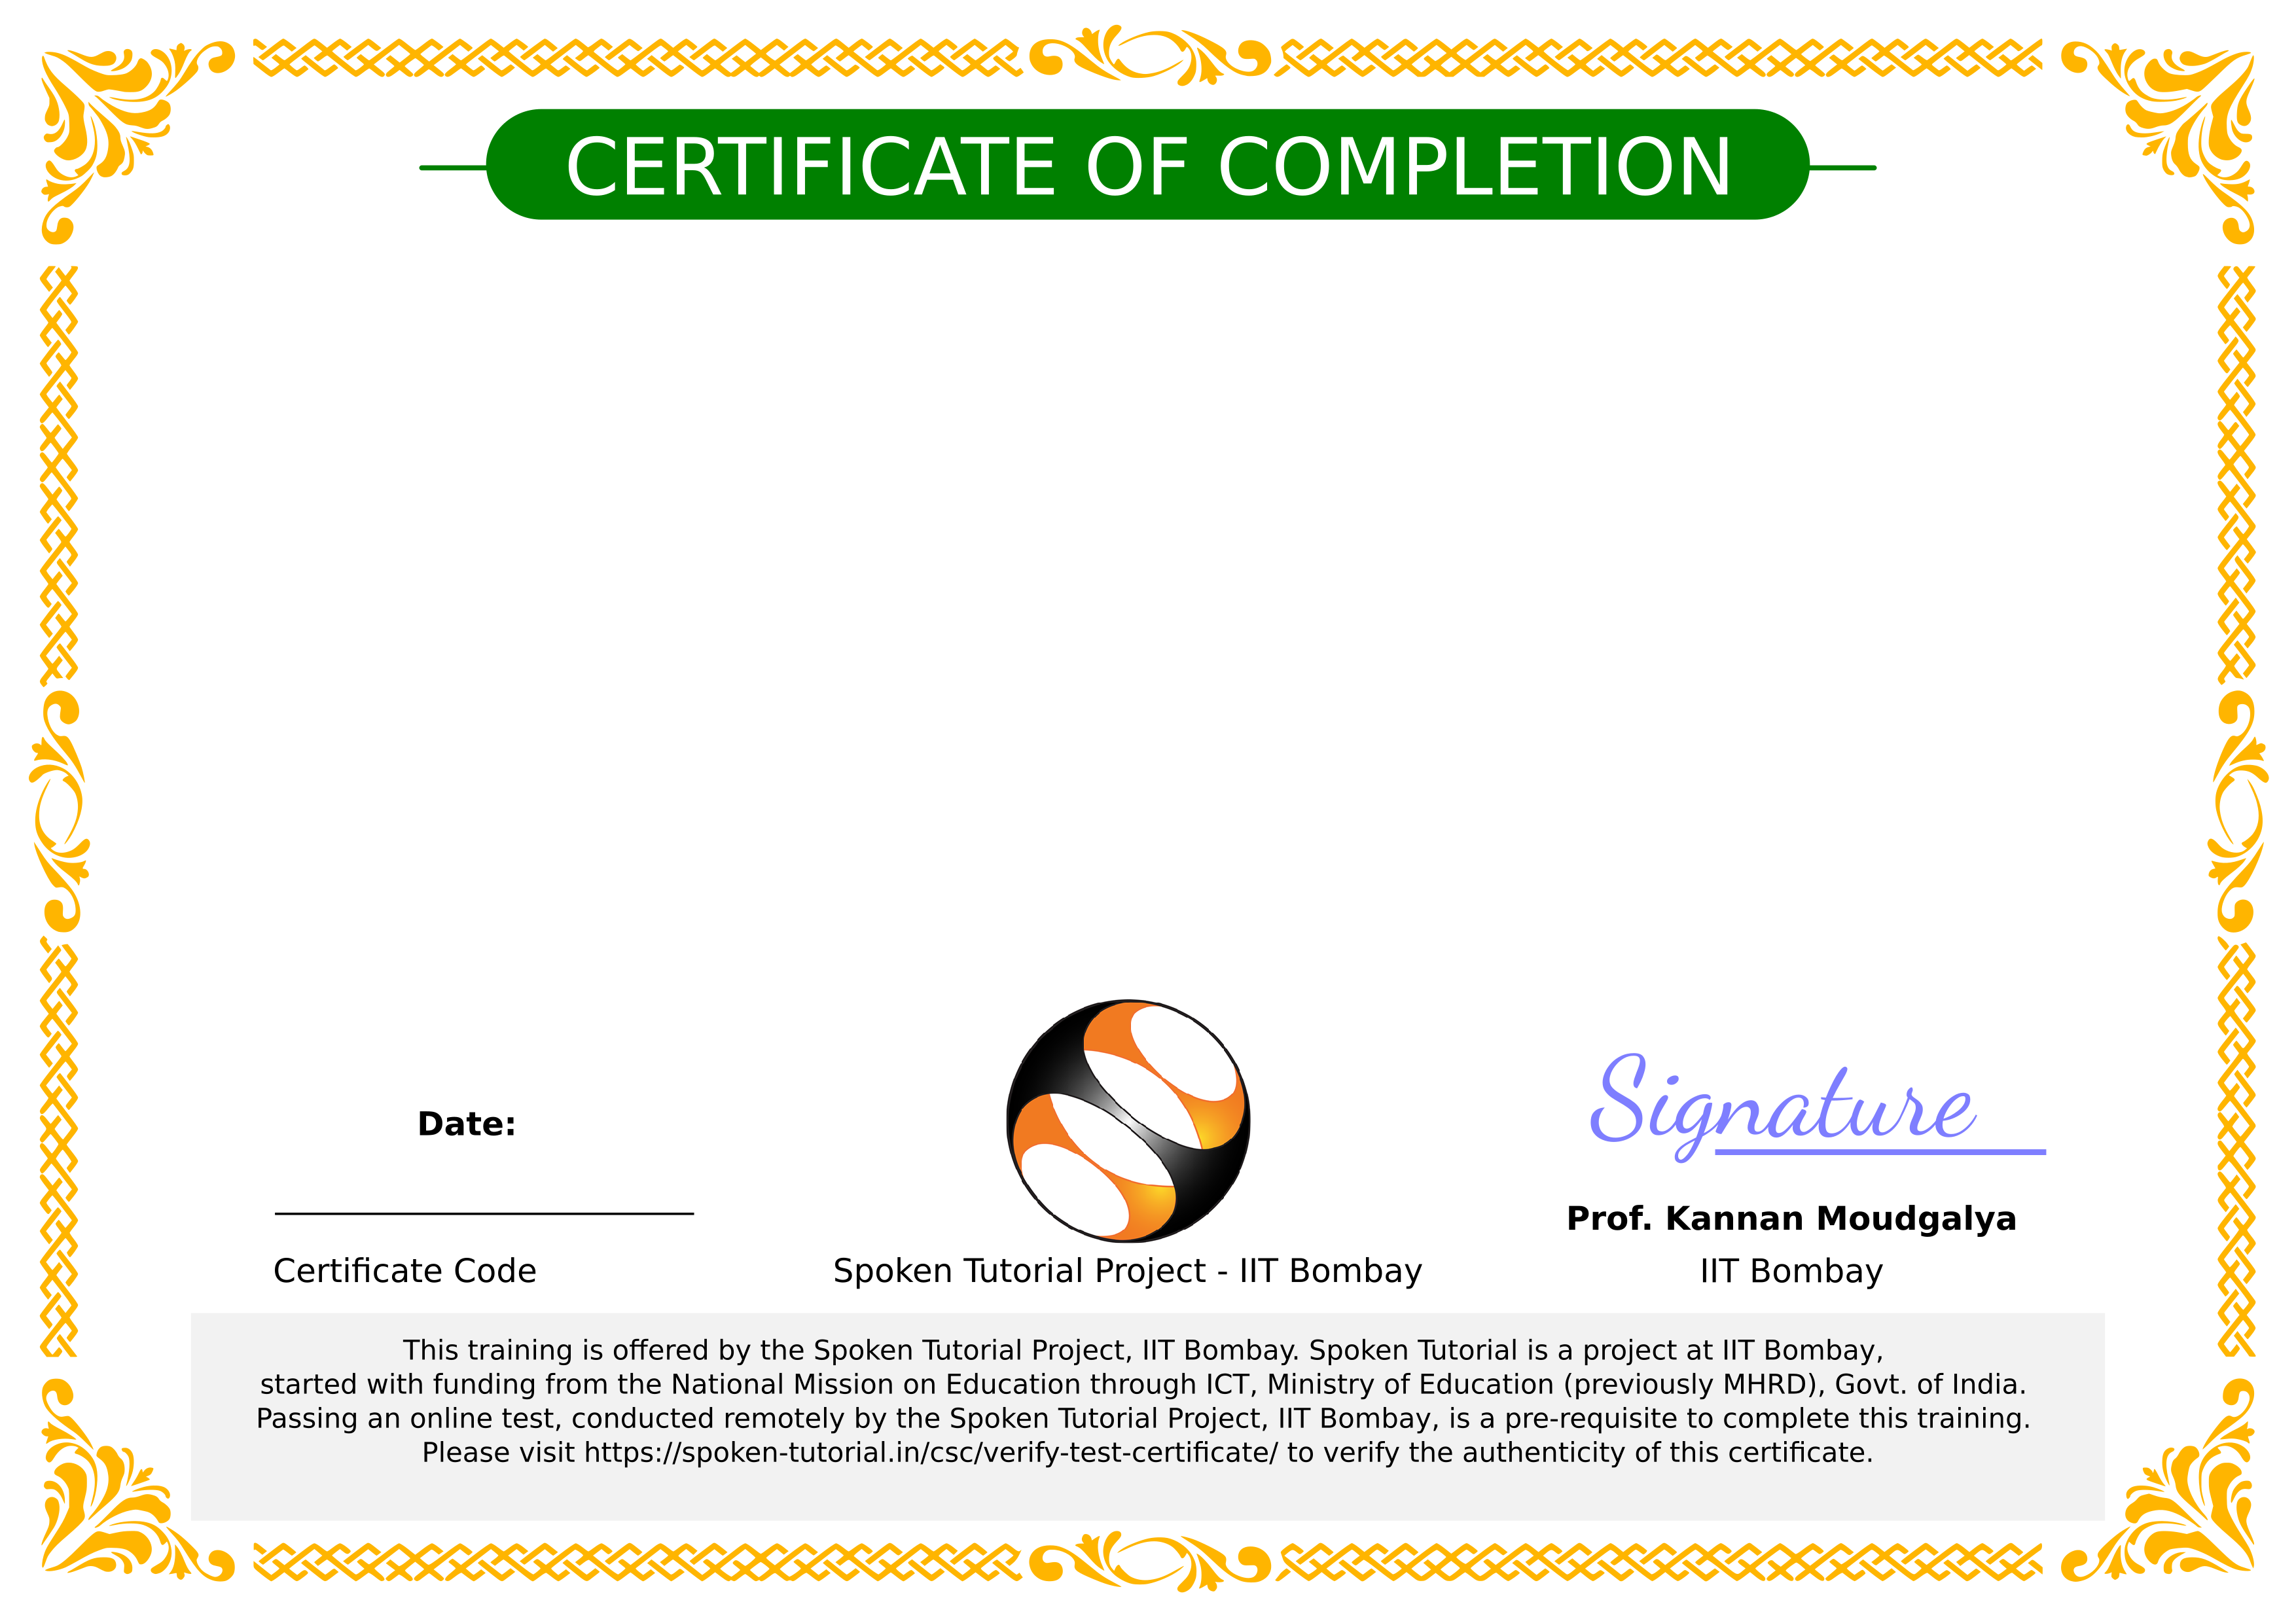 CERTIFICATE OF COMPLETION
Signature
Date:
Prof. Kannan Moudgalya
Certificate Code
Spoken Tutorial Project - IIT Bombay
IIT Bombay
This training is offered by the Spoken Tutorial Project, IIT Bombay. Spoken Tutorial is a project at IIT Bombay,
started with funding from the National Mission on Education through ICT, Ministry of Education (previously MHRD), Govt. of India.
Passing an online test, conducted remotely by the Spoken Tutorial Project, IIT Bombay, is a pre-requisite to complete this training.
Please visit https://spoken-tutorial.in/csc/verify-test-certificate/ to verify the authenticity of this certificate.